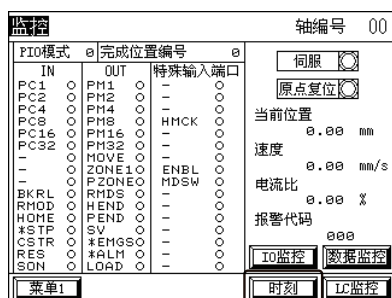 监控 轴编号 00
PIO模式 0 完成位置编号 0
IN OUT 特殊输入端口
PC1 ○ PM1 ○ - ○
PC2 ○ PM2 ○ - ○
PC4 ○ PM4 ○ - ○
PC8 ○ PM8 ○ HMCK ○
PC16 ○ PM16 ○ - ○
PC32 ○ PM32 ○ - ○
- ○ MOVE ○ - ○
- ○ ZONE1○ ENBL ○
- ○ PZONE○ MDSW ○
BKRL ○ RMDS ○ - ○
RMOD ○ HEND ○ - ○
HOME ○ PEND ○ - ○
*STP ○ SV ○ - ○
CSTR ○ *EMGS○ - ○
RES ○ *ALM ○ - ○
SON ○ LOAD ○ - ○
伺服
原点复位
当前位置
0.00 mm
速度
0.00 mm/s
电流比
0.00 %
报警代码
000
IO监控 数据监控
菜单1 时刻 LC监控